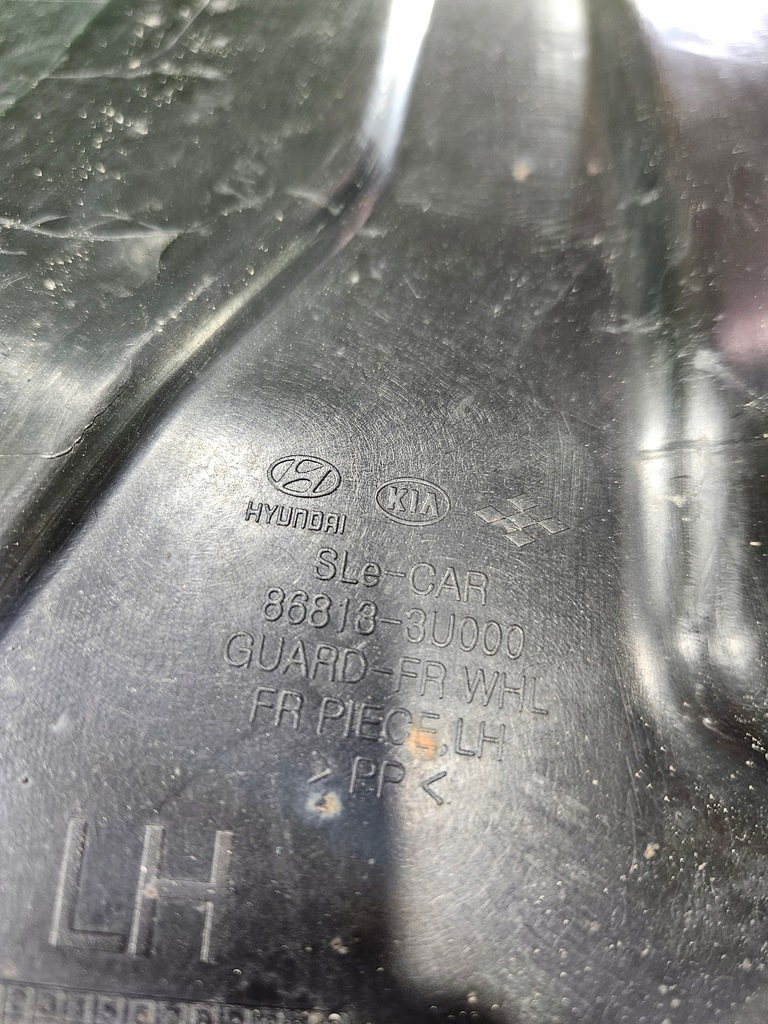 HYUNDAI KIA
SLe-CAR
86813-3U000
GUARD-FR WHL
FR PIECE,LH
> PP <
LH